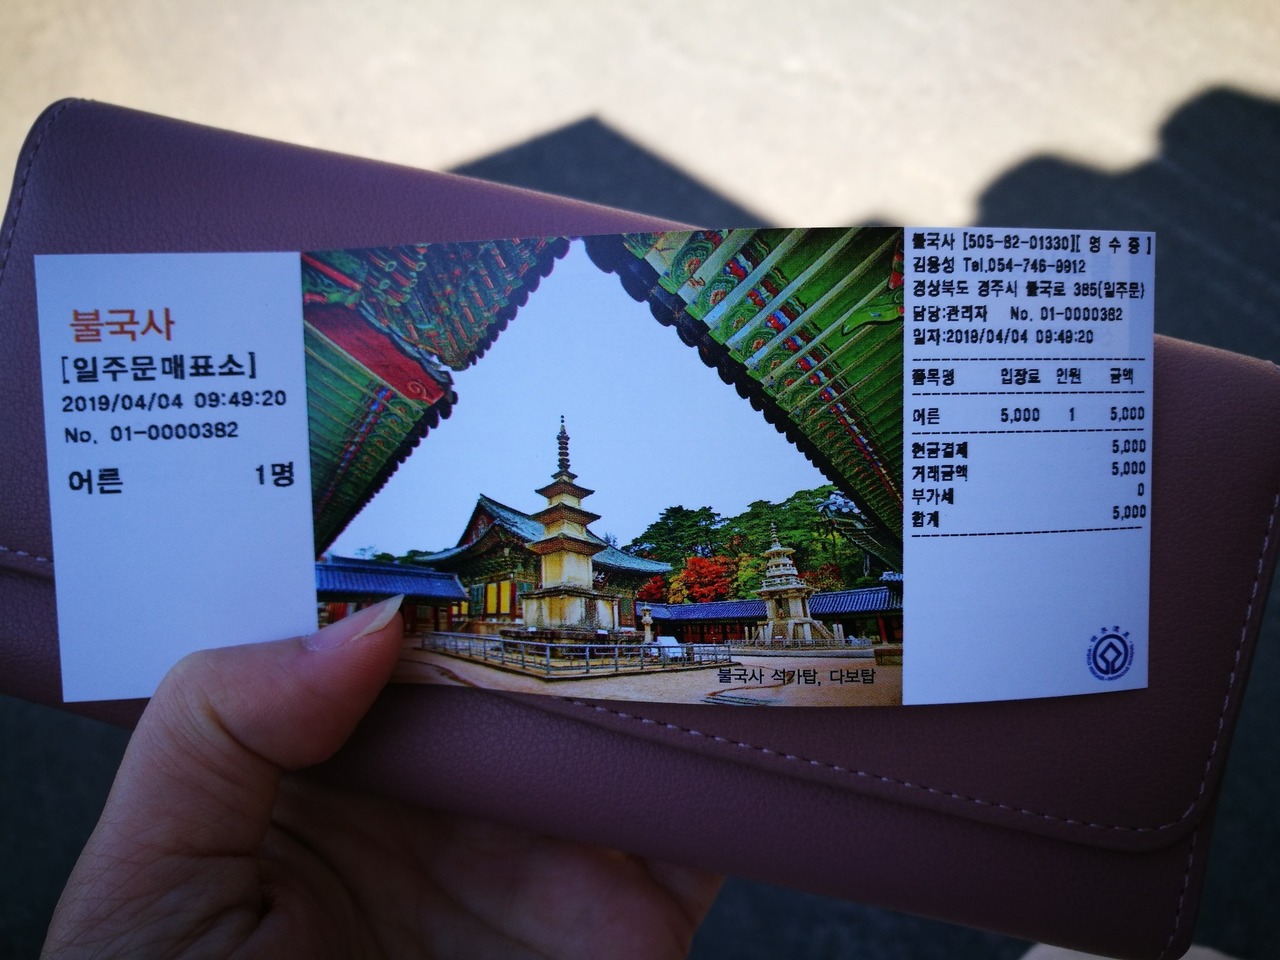 불국사
[일주문매표소]
2019/04/04 09:49:20
No. 01-0000382
어른 1명
불국사 석가탑, 다보탑
불국사 [505-82-01330][ 영 수 증 ]
김용성 Tel.054-746-9912
경상북도 경주시 불국로 385(일주문)
담당:관리자 No. 01-0000382
일자:2019/04/04 09:49:20
품목명 입장료 인원 금액
어른 5,000 1 5,000
현금결제 5,000
거래금액 5,000
부가세 0
합계 5,000